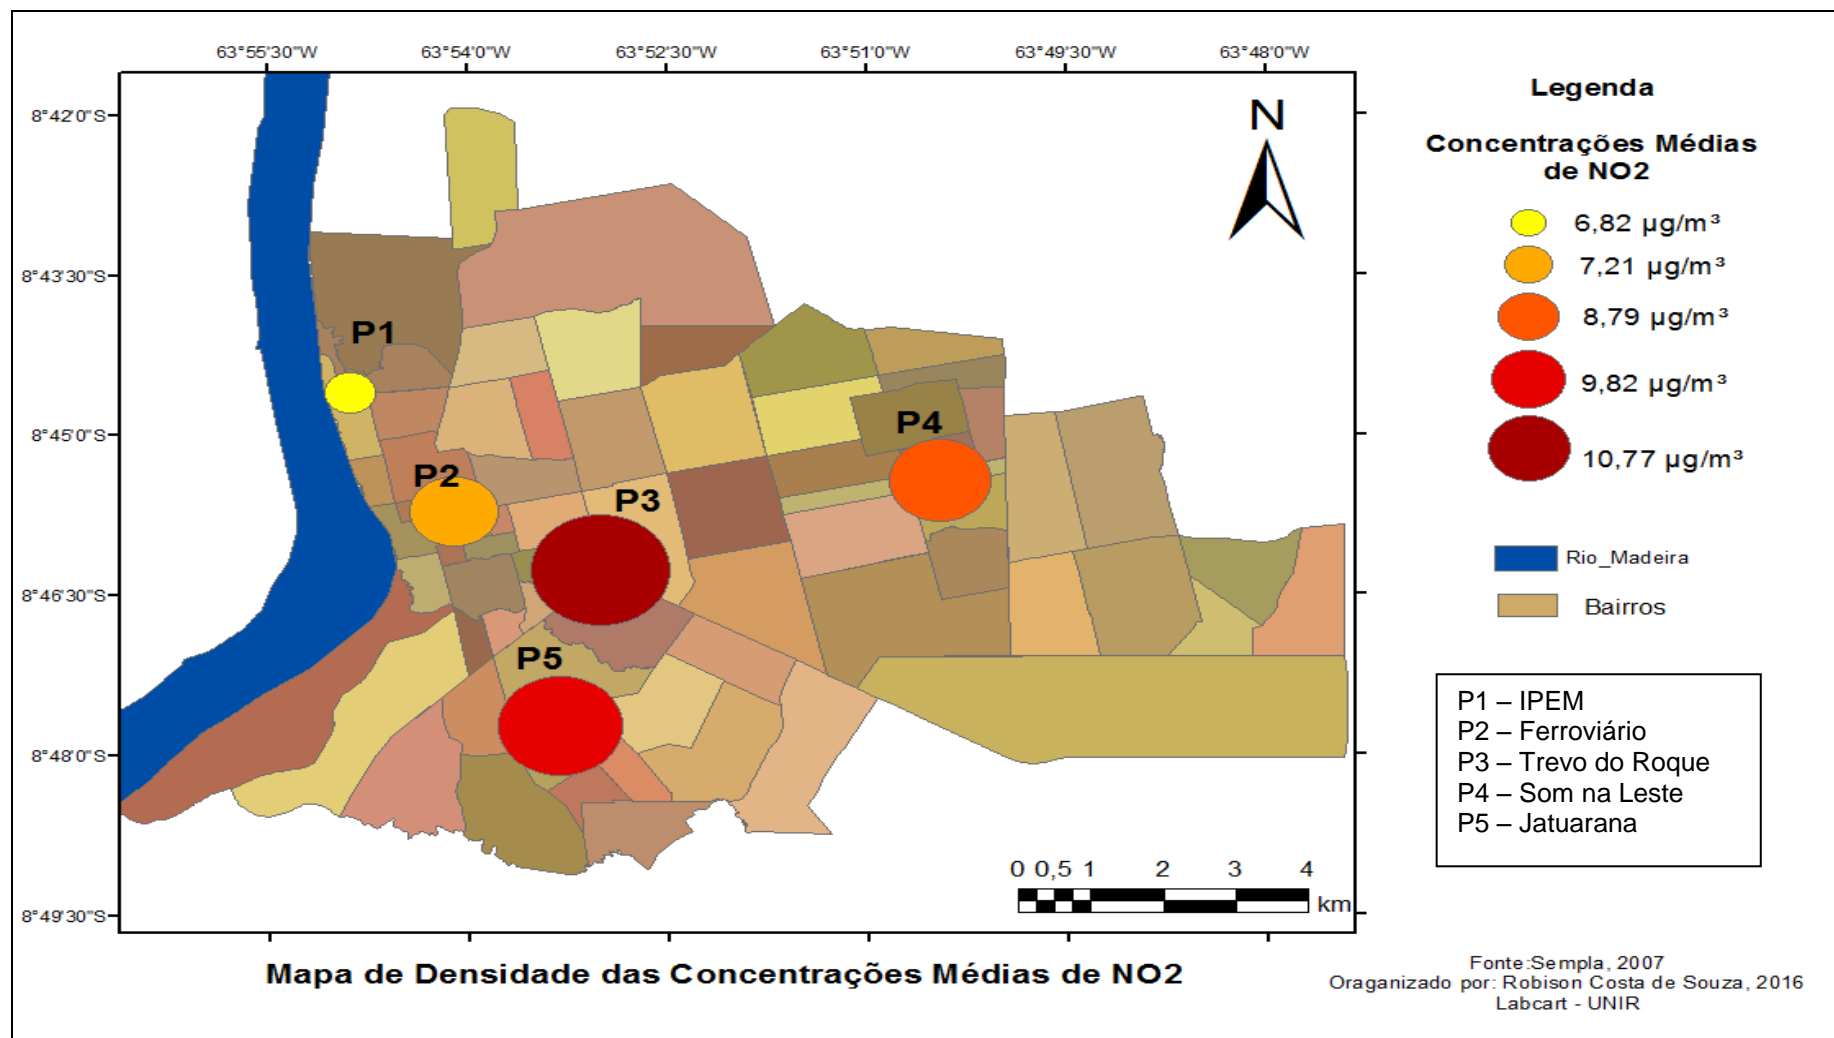 63°55'30"W 63°54'0"W 63°52'30"W 63°51'0"W 63°49'30"W 63°48'0"W
8°42'0"S
8°43'30"S
8°45'0"S
8°46'30"S
8°48'0"S
8°49'30"S
N
P1
P2
P3
P4
P5
0 0,5 1 2 3 4
km
Mapa de Densidade das Concentrações Médias de NO2
Legenda
Concentrações Médias
de NO2
6,82 µg/m³
7,21 µg/m³
8,79 µg/m³
9,82 µg/m³
10,77 µg/m³
Rio_Madeira
Bairros
P1 – IPEM
P2 – Ferroviário
P3 – Trevo do Roque
P4 – Som na Leste
P5 – Jatuarana
Fonte:Sempla, 2007
Oraganizado por: Robison Costa de Souza, 2016
Labcart - UNIR